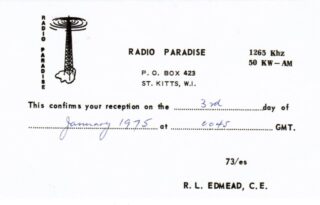 RADIO PARADISE
RADIO PARADISE
1265 Khz
50 KW-AM
P. O. BOX 423
ST. KITTS, W.I.
This confirms your reception on the 3rd day of
January 1975 at 0045 GMT.
73/es
R. L. EDMEAD, C.E.